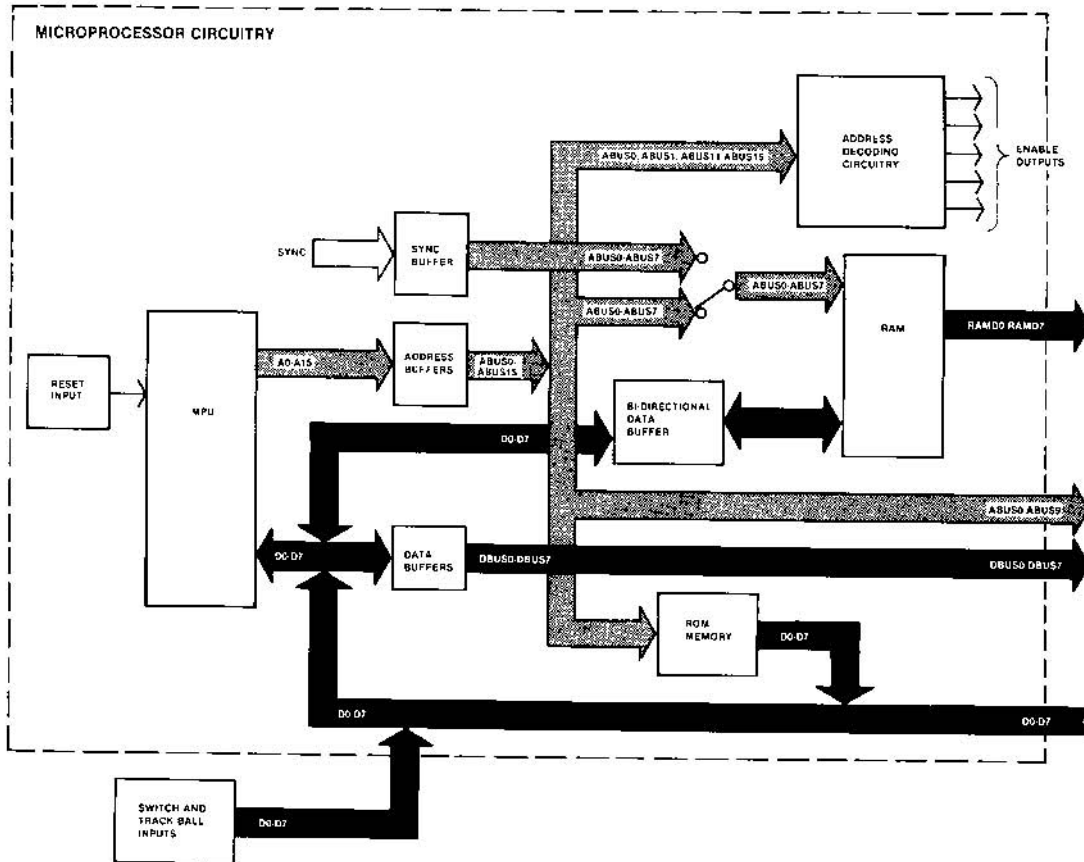 MICROPROCESSOR CIRCUITRY
ADDRESS
DECODING
CIRCUITRY
ENABLE
OUTPUTS
ABUS0, ABUS1, ABUS11-ABUS15
SYNC
SYNC
BUFFER
ABUS0-ABUS7
ABUS0-ABUS7
ABUS0-ABUS7
RAM
RAMD0-RAMD7
RESET
INPUT
MPU
A0-A15
ADDRESS
BUFFERS
ABUS0-
ABUS15
BI-DIRECTIONAL
DATA
BUFFER
D0-D7
ABUS0-ABUS9
D0-D7
DATA
BUFFERS
DBUS0-DBUS7
DBUS0-DBUS7
ROM
MEMORY
D0-D7
D0-D7
D0-D7
SWITCH AND
TRACK BALL
INPUTS
D0-D7